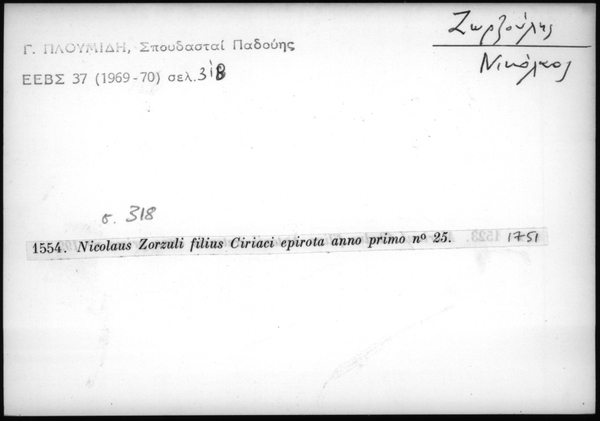 Ζωρζούλης
Νικόλαος
Γ. ΠΛΟΥΜΙΔΗ, Σπουδασταί Παδούης
ΕΕΒΣ 37 (1969-70) σελ. 318
σ. 318
1554. Nicolaus Zorzuli filius Ciriaci epirota anno primo nº 25. 1751